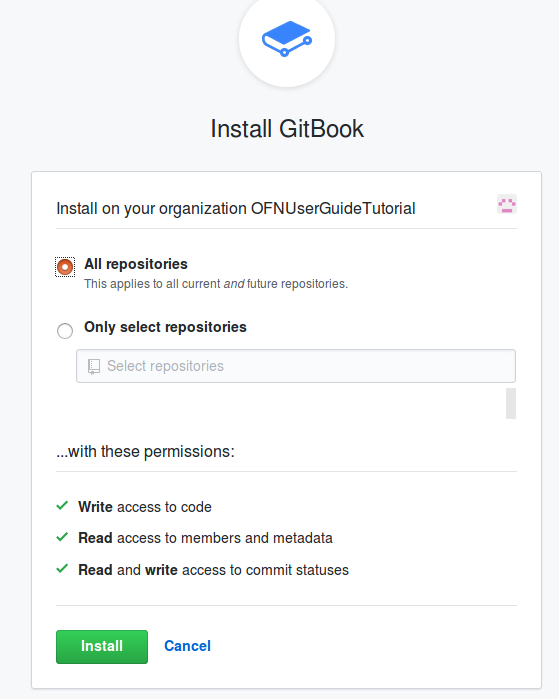 Install GitBook
Install on your organization OFNUserGuideTutorial
All repositories
This applies to all current and future repositories.
Only select repositories
Select repositories
...with these permissions:
Write access to code
Read access to members and metadata
Read and write access to commit statuses
Install Cancel